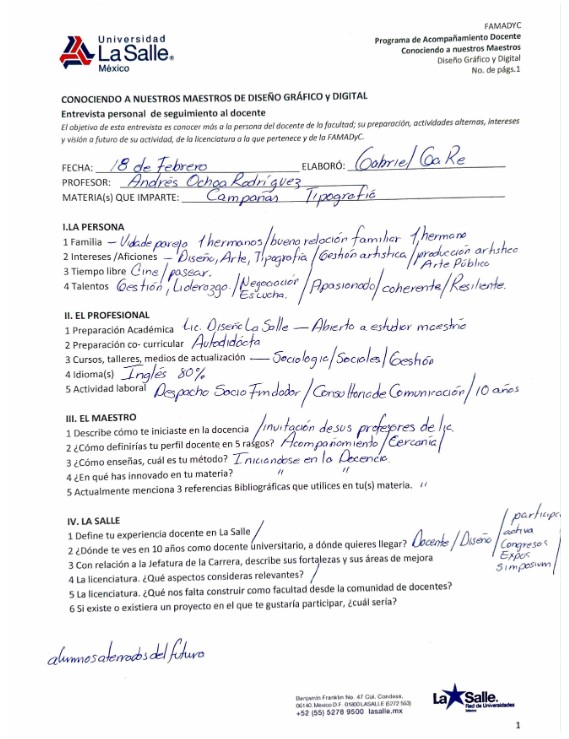 FAMADYC
Universidad
La Salle®
México
Programa de Acompañamiento Docente
Conociendo a nuestros Maestros
Diseño Gráfico y Digital
No. de págs.1
CONOCIENDO A NUESTROS MAESTROS DE DISEÑO GRÁFICO y DIGITAL
Entrevista personal de seguimiento al docente
El objetivo de esta entrevista es conocer más a la persona del docente de la facultad; su preparación, actividades alternas, intereses
y visión a futuro de su actividad, de la licenciatura a la que pertenece y de la FAMADyC.
FECHA: 18 de Febrero ELABORÓ: Gabriel Ga Re
PROFESOR: Andrés Ochoa Rodríguez
MATERIA(s) QUE IMPARTE: Campañas Tipografía
I.LA PERSONA
1 Familia – Vida de pareja 1 hermanos/buena relación familiar 1 hermano
2 Intereses /Aficiones – Diseño, Arte, Tipografía / Gestión artística/producción artística
Arte Público
3 Tiempo libre Cine/pasear.
4 Talentos Gestión, Liderazgo./Negociación/Apasionado/coherente/Resiliente.
Escucha.
II. EL PROFESIONAL
1 Preparación Académica Lic. Diseño La Salle – Abierto a estudiar maestría
2 Preparación co- curricular Autodidácta
3 Cursos, talleres, medios de actualización — Sociología/Sociales/Gestión
4 Idioma(s) Inglés 80%
5 Actividad laboral Despacho Socio Fundador/Consultoria de Comunicación/10 años
III. EL MAESTRO
1 Describe cómo te iniciaste en la docencia /invitación de sus profesores de lic.
2 ¿Cómo definirías tu perfil docente en 5 rasgos? Acompañamiento/Cercanía/
3 ¿Cómo enseñas, cuál es tu método? Iniciandose en la Docencia.
4 ¿En qué has innovado en tu materia? " "
5 Actualmente menciona 3 referencias Bibliográficas que utilices en tu(s) materia. "
IV. LA SALLE
1 Define tu experiencia docente en La Salle /
2 ¿Dónde te ves en 10 años como docente universitario, a dónde quieres llegar? Docente/Diseño/
activa
Congresos
Expos
Simposium/
3 Con relación a la Jefatura de la Carrera, describe sus fortalezas y sus áreas de mejora
4 La licenciatura. ¿Qué aspectos consideras relevantes? /
5 La licenciatura. ¿Qué nos falta construir como facultad desde la comunidad de docentes?
6 Si existe o existiera un proyecto en el que te gustaría participar, ¿cuál sería?
alumnos aterrados del futuro
Benjamín Franklin No. 47 Col. Condesa,
06140, México D.F. 01800LASALLE (5272553)
+52 (55) 5278 9500 lasalle.mx
La Salle.
Red de Universidades
México
1